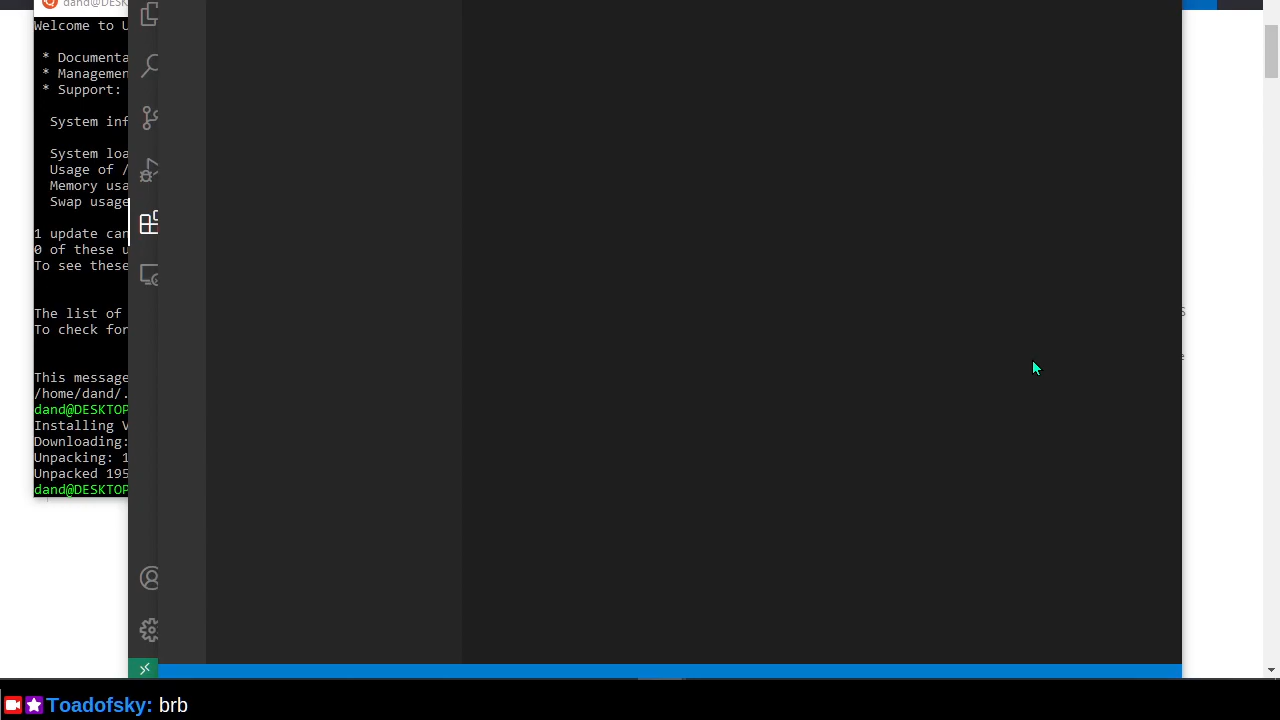 dand@DESK
Welcome to U
* Documenta
* Managemen
* Support:
System inf
System loa
Usage of /
Memory usa
Swap usage
1 update can
0 of these u
To see these
The list of
To check for
This message
/home/dand/.
dand@DESKTOP
Installing V
Downloading:
Unpacking: 1
Unpacked 195
dand@DESKTOP
Toadofsky: brb